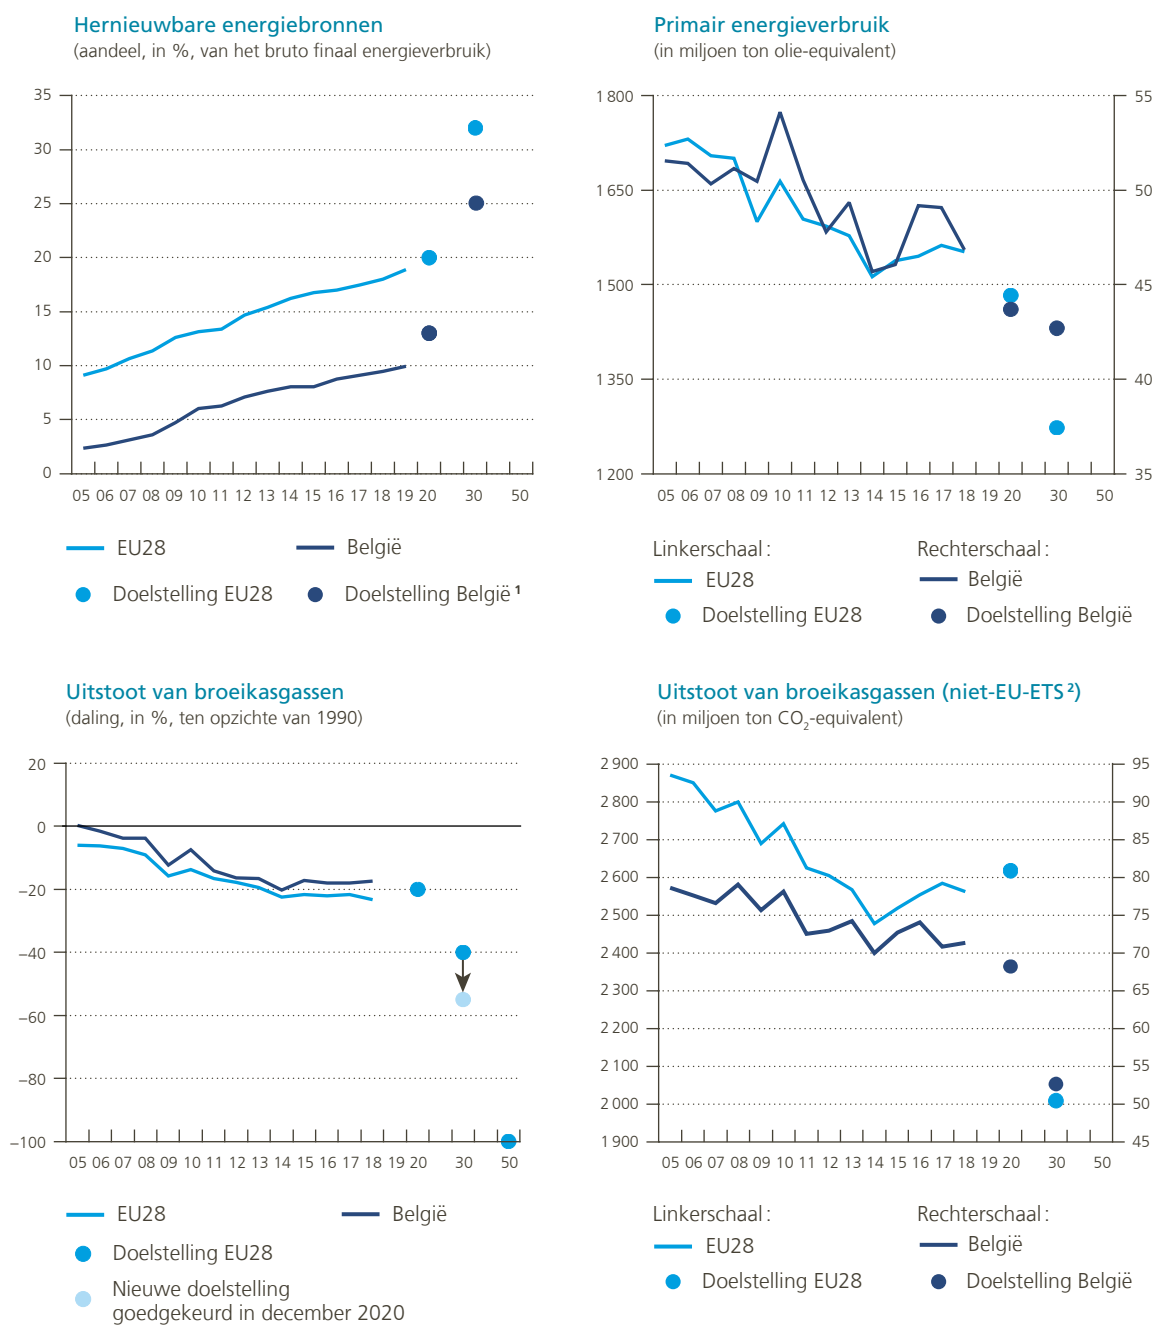 Hernieuwbare energiebronnen
(aandeel, in %, van het bruto finaal energieverbruik)
35
30
25
20
15
10
5
0
05 06 07 08 09 10 11 12 13 14 15 16 17 18 19 20 30 50
EU28 België
Doelstelling EU28 Doelstelling België ¹
Primair energieverbruik
(in miljoen ton olie-equivalent)
1 800 55
1 650 50
1 500 45
1 350 40
1 200 35
05 06 07 08 09 10 11 12 13 14 15 16 17 18 19 20 30 50
Linkerschaal : Rechterschaal :
EU28 België
Doelstelling EU28 Doelstelling België
Uitstoot van broeikasgassen
(daling, in %, ten opzichte van 1990)
20
0
–20
–40
–60
–80
–100
05 06 07 08 09 10 11 12 13 14 15 16 17 18 19 20 30 50
EU28 België
Doelstelling EU28
Nieuwe doelstelling
goedgekeurd in december 2020
Uitstoot van broeikasgassen (niet-EU-ETS ²)
(in miljoen ton CO₂-equivalent)
2 900 95
2 800 90
2 700 85
2 600 80
2 500 75
2 400 70
2 300 65
2 200 60
2 100 55
2 000 50
1 900 45
05 06 07 08 09 10 11 12 13 14 15 16 17 18 19 20 30 50
Linkerschaal : Rechterschaal :
EU28 België
Doelstelling EU28 Doelstelling België